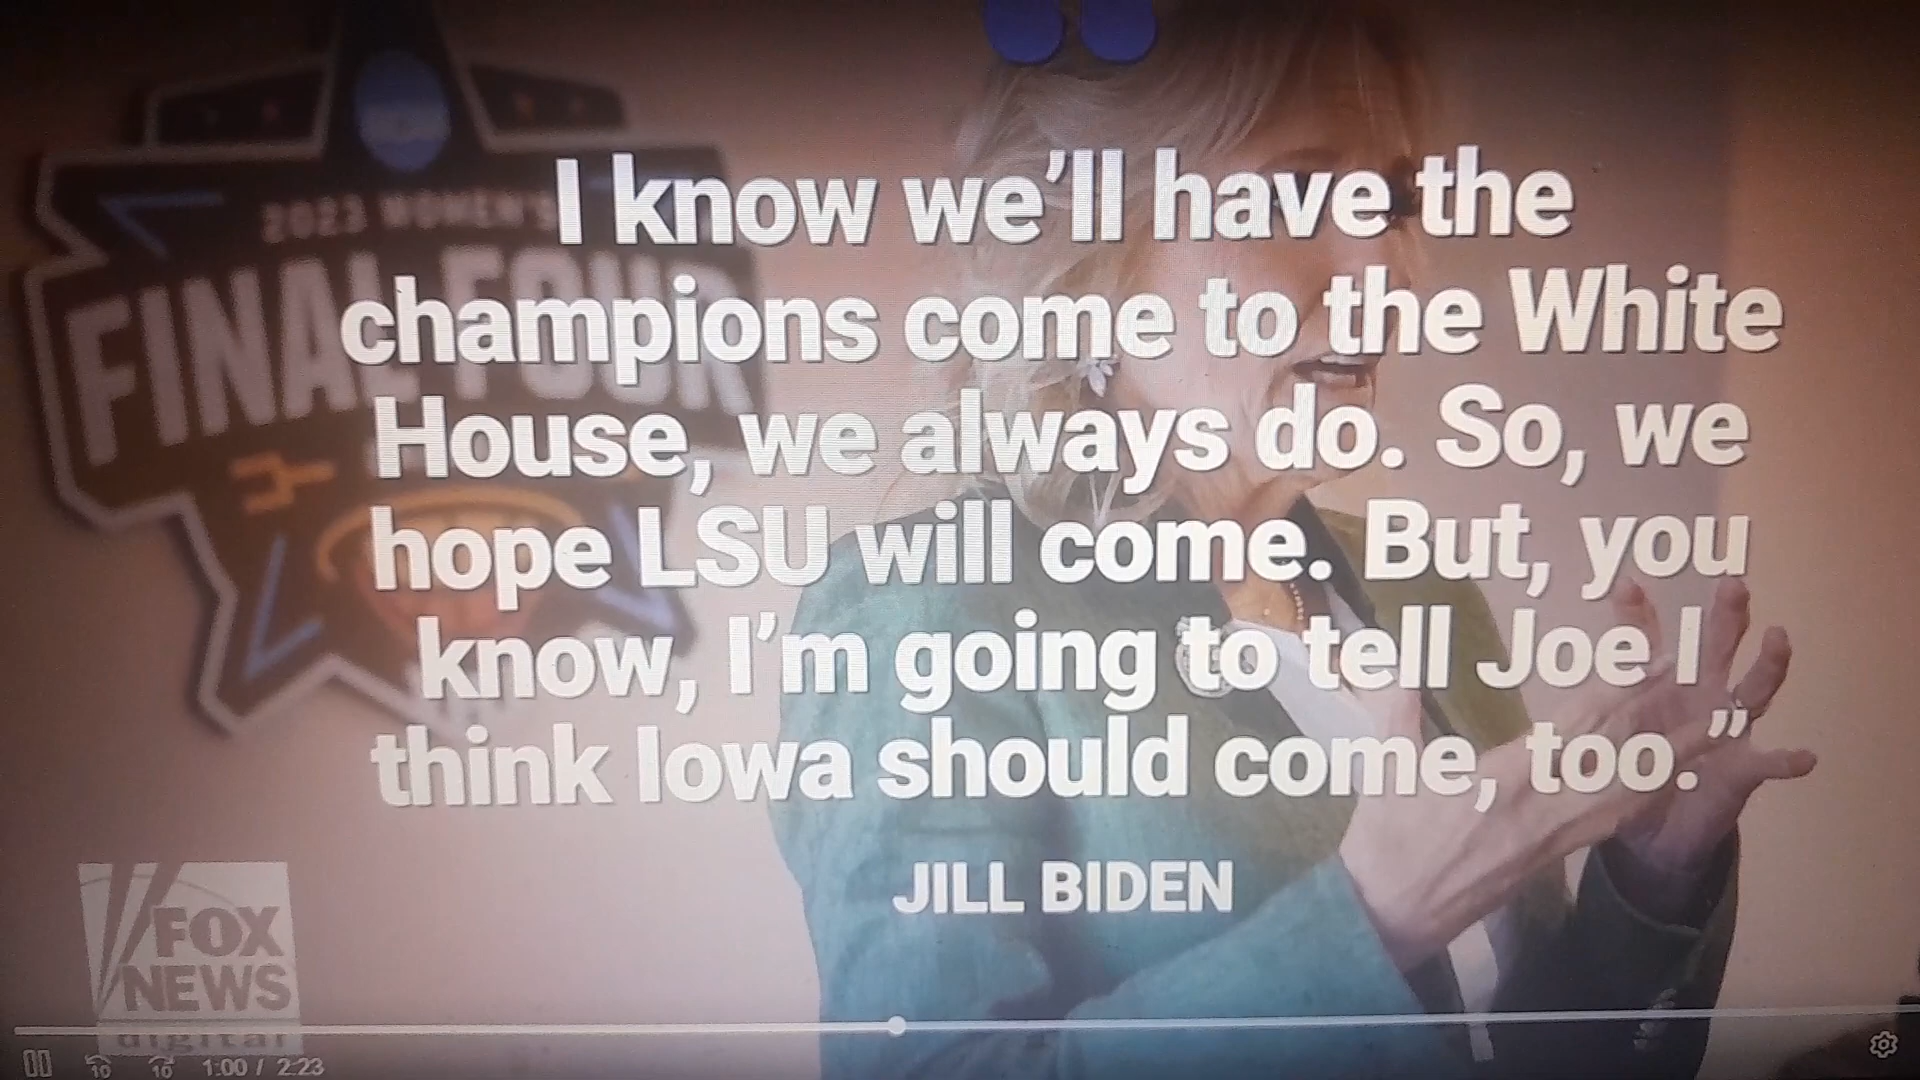 2023 WOMEN'S
FINAL FOUR
I know we'll have the
champions come to the White
House, we always do. So, we
hope LSU will come. But, you
know, I'm going to tell Joe I
think Iowa should come, too.”
JILL BIDEN
FOX
NEWS
digital
10 10 1:00 / 2:23